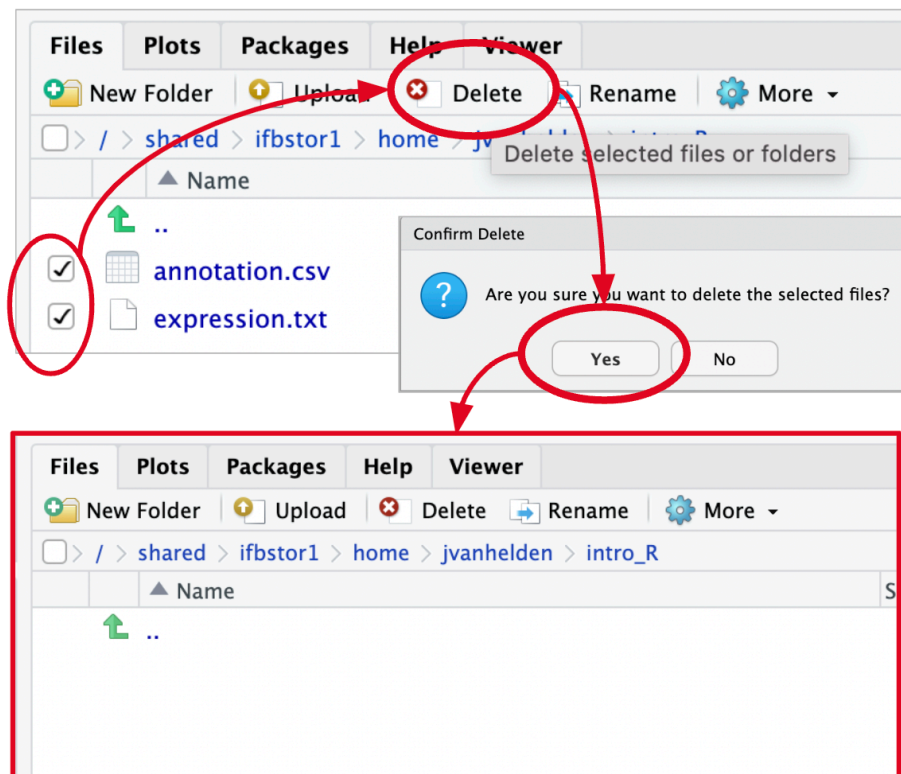 Files Plots Packages Help Viewer
New Folder Upload Delete Rename More
/ > shared > ifbstor1 > home > jvanhelden > intro_R
Delete selected files or folders
Name
..
Confirm Delete
annotation.csv
Are you sure you want to delete the selected files?
expression.txt
Yes No
Files Plots Packages Help Viewer
New Folder Upload Delete Rename More
/ > shared > ifbstor1 > home > jvanhelden > intro_R
Name S
..